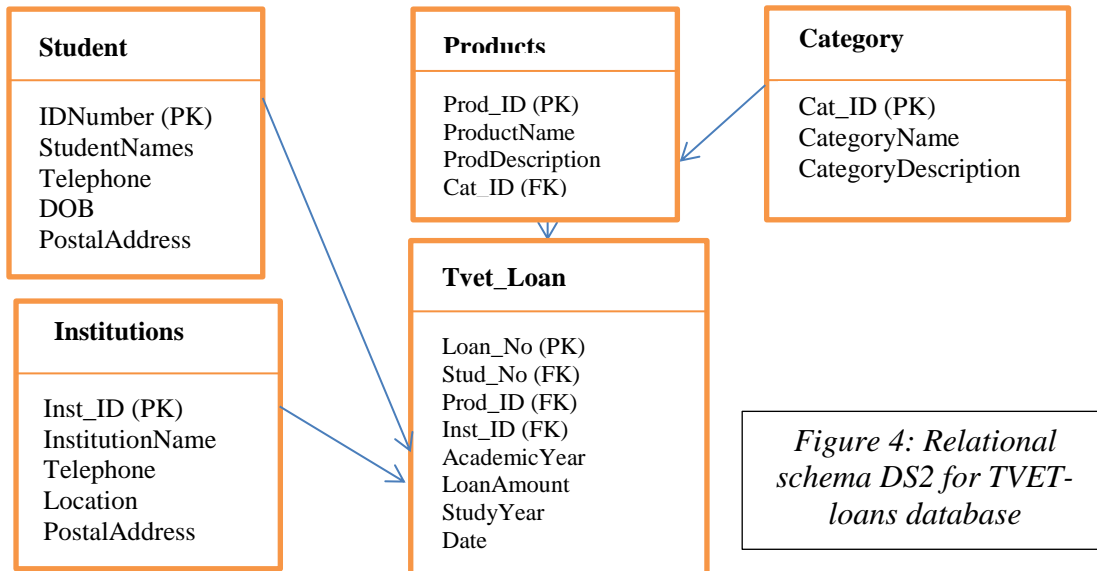 Student
IDNumber (PK)
StudentNames
Telephone
DOB
PostalAddress
Products
Prod_ID (PK)
ProductName
ProdDescription
Cat_ID (FK)
Category
Cat_ID (PK)
CategoryName
CategoryDescription
Institutions
Inst_ID (PK)
InstitutionName
Telephone
Location
PostalAddress
Tvet_Loan
Loan_No (PK)
Stud_No (FK)
Prod_ID (FK)
Inst_ID (FK)
AcademicYear
LoanAmount
StudyYear
Date
Figure 4: Relational
schema DS2 for TVET-
loans database